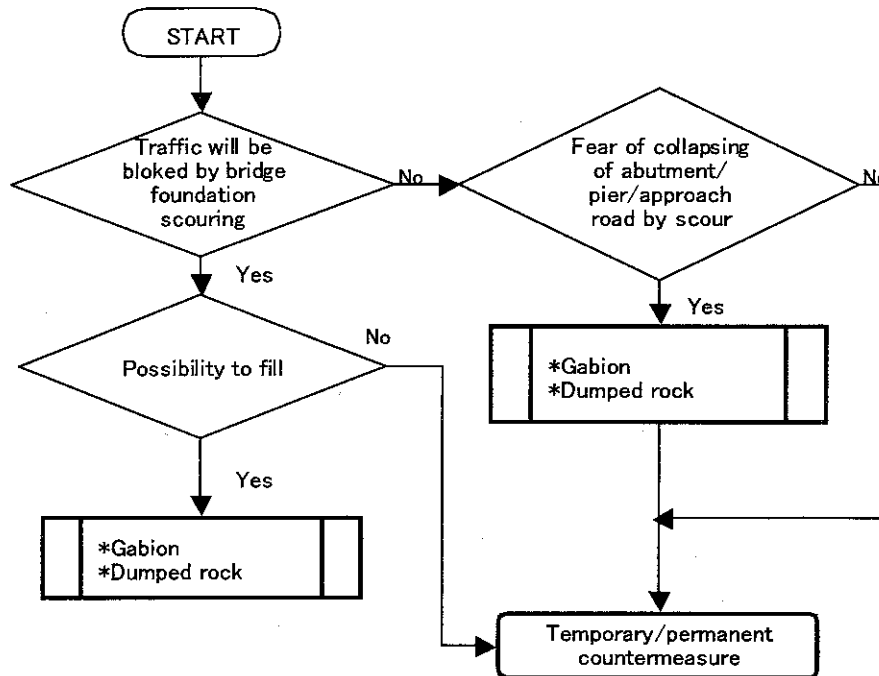 START
Traffic will be
bloked by bridge
foundation
scouring
No
Fear of collapsing
of abutment/
pier/approach
road by scour
No
Yes
Yes
Possibility to fill
No
*Gabion
*Dumped rock
Yes
*Gabion
*Dumped rock
Temporary/permanent
countermeasure